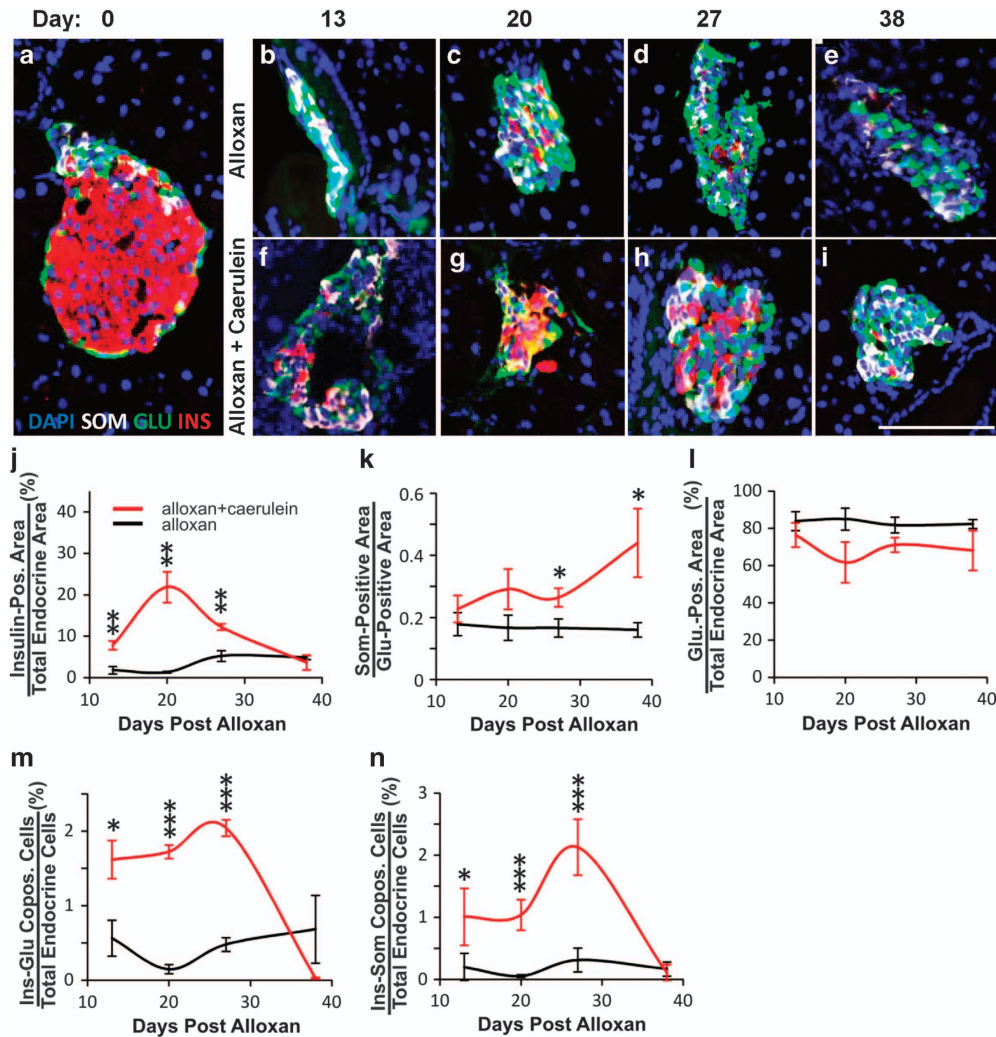 Day: 0 13 20 27 38
a b c d e
Alloxan
f g h i
Alloxan + Caerulein
DAPI SOM GLU INS
j
Insulin-Pos. Area (%)
Total Endocrine Area
40
30
20
10
0
alloxan+caerulein
alloxan
**
**
**
10 20 30 40
Days Post Alloxan
k
Som-Positive Area
Glu-Positive Area
0.6
0.4
0.2
0
*
*
10 20 30 40
Days Post Alloxan
l
Glu.-Pos. Area (%)
Total Endocrine Area
100
80
60
40
20
0
10 20 30 40
Days Post Alloxan
m
Ins-Glu Copos. Cells (%)
Total Endocrine Cells
2
1
0
*
***
***
10 20 30 40
Days Post Alloxan
n
Ins-Som Copos. Cells (%)
Total Endocrine Cells
3
2
1
0
*
***
***
10 20 30 40
Days Post Alloxan